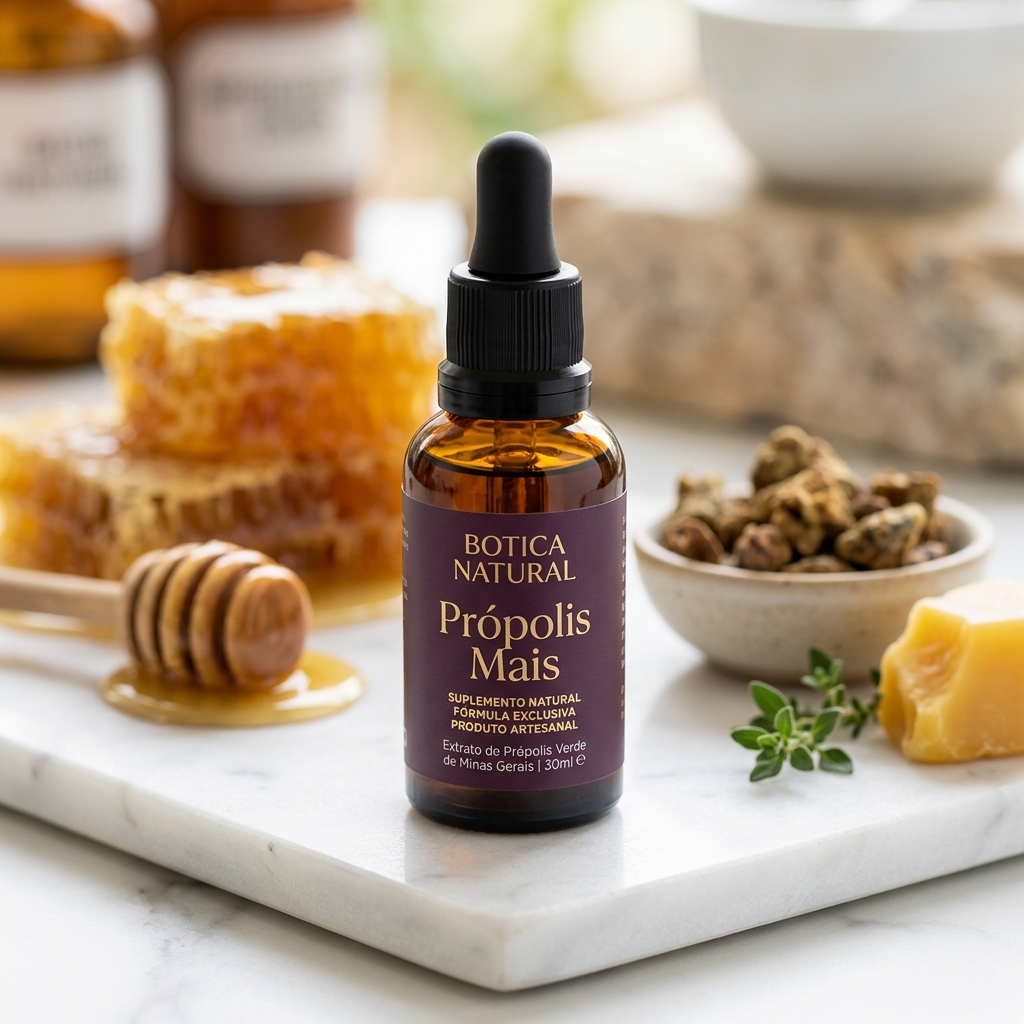 BOTICA
NATURAL
Própolis
Mais
SUPLEMENTO NATURAL
FÓRMULA EXCLUSIVA
PRODUTO ARTESANAL
Extrato de Própolis Verde
de Minas Gerais | 30ml ℮